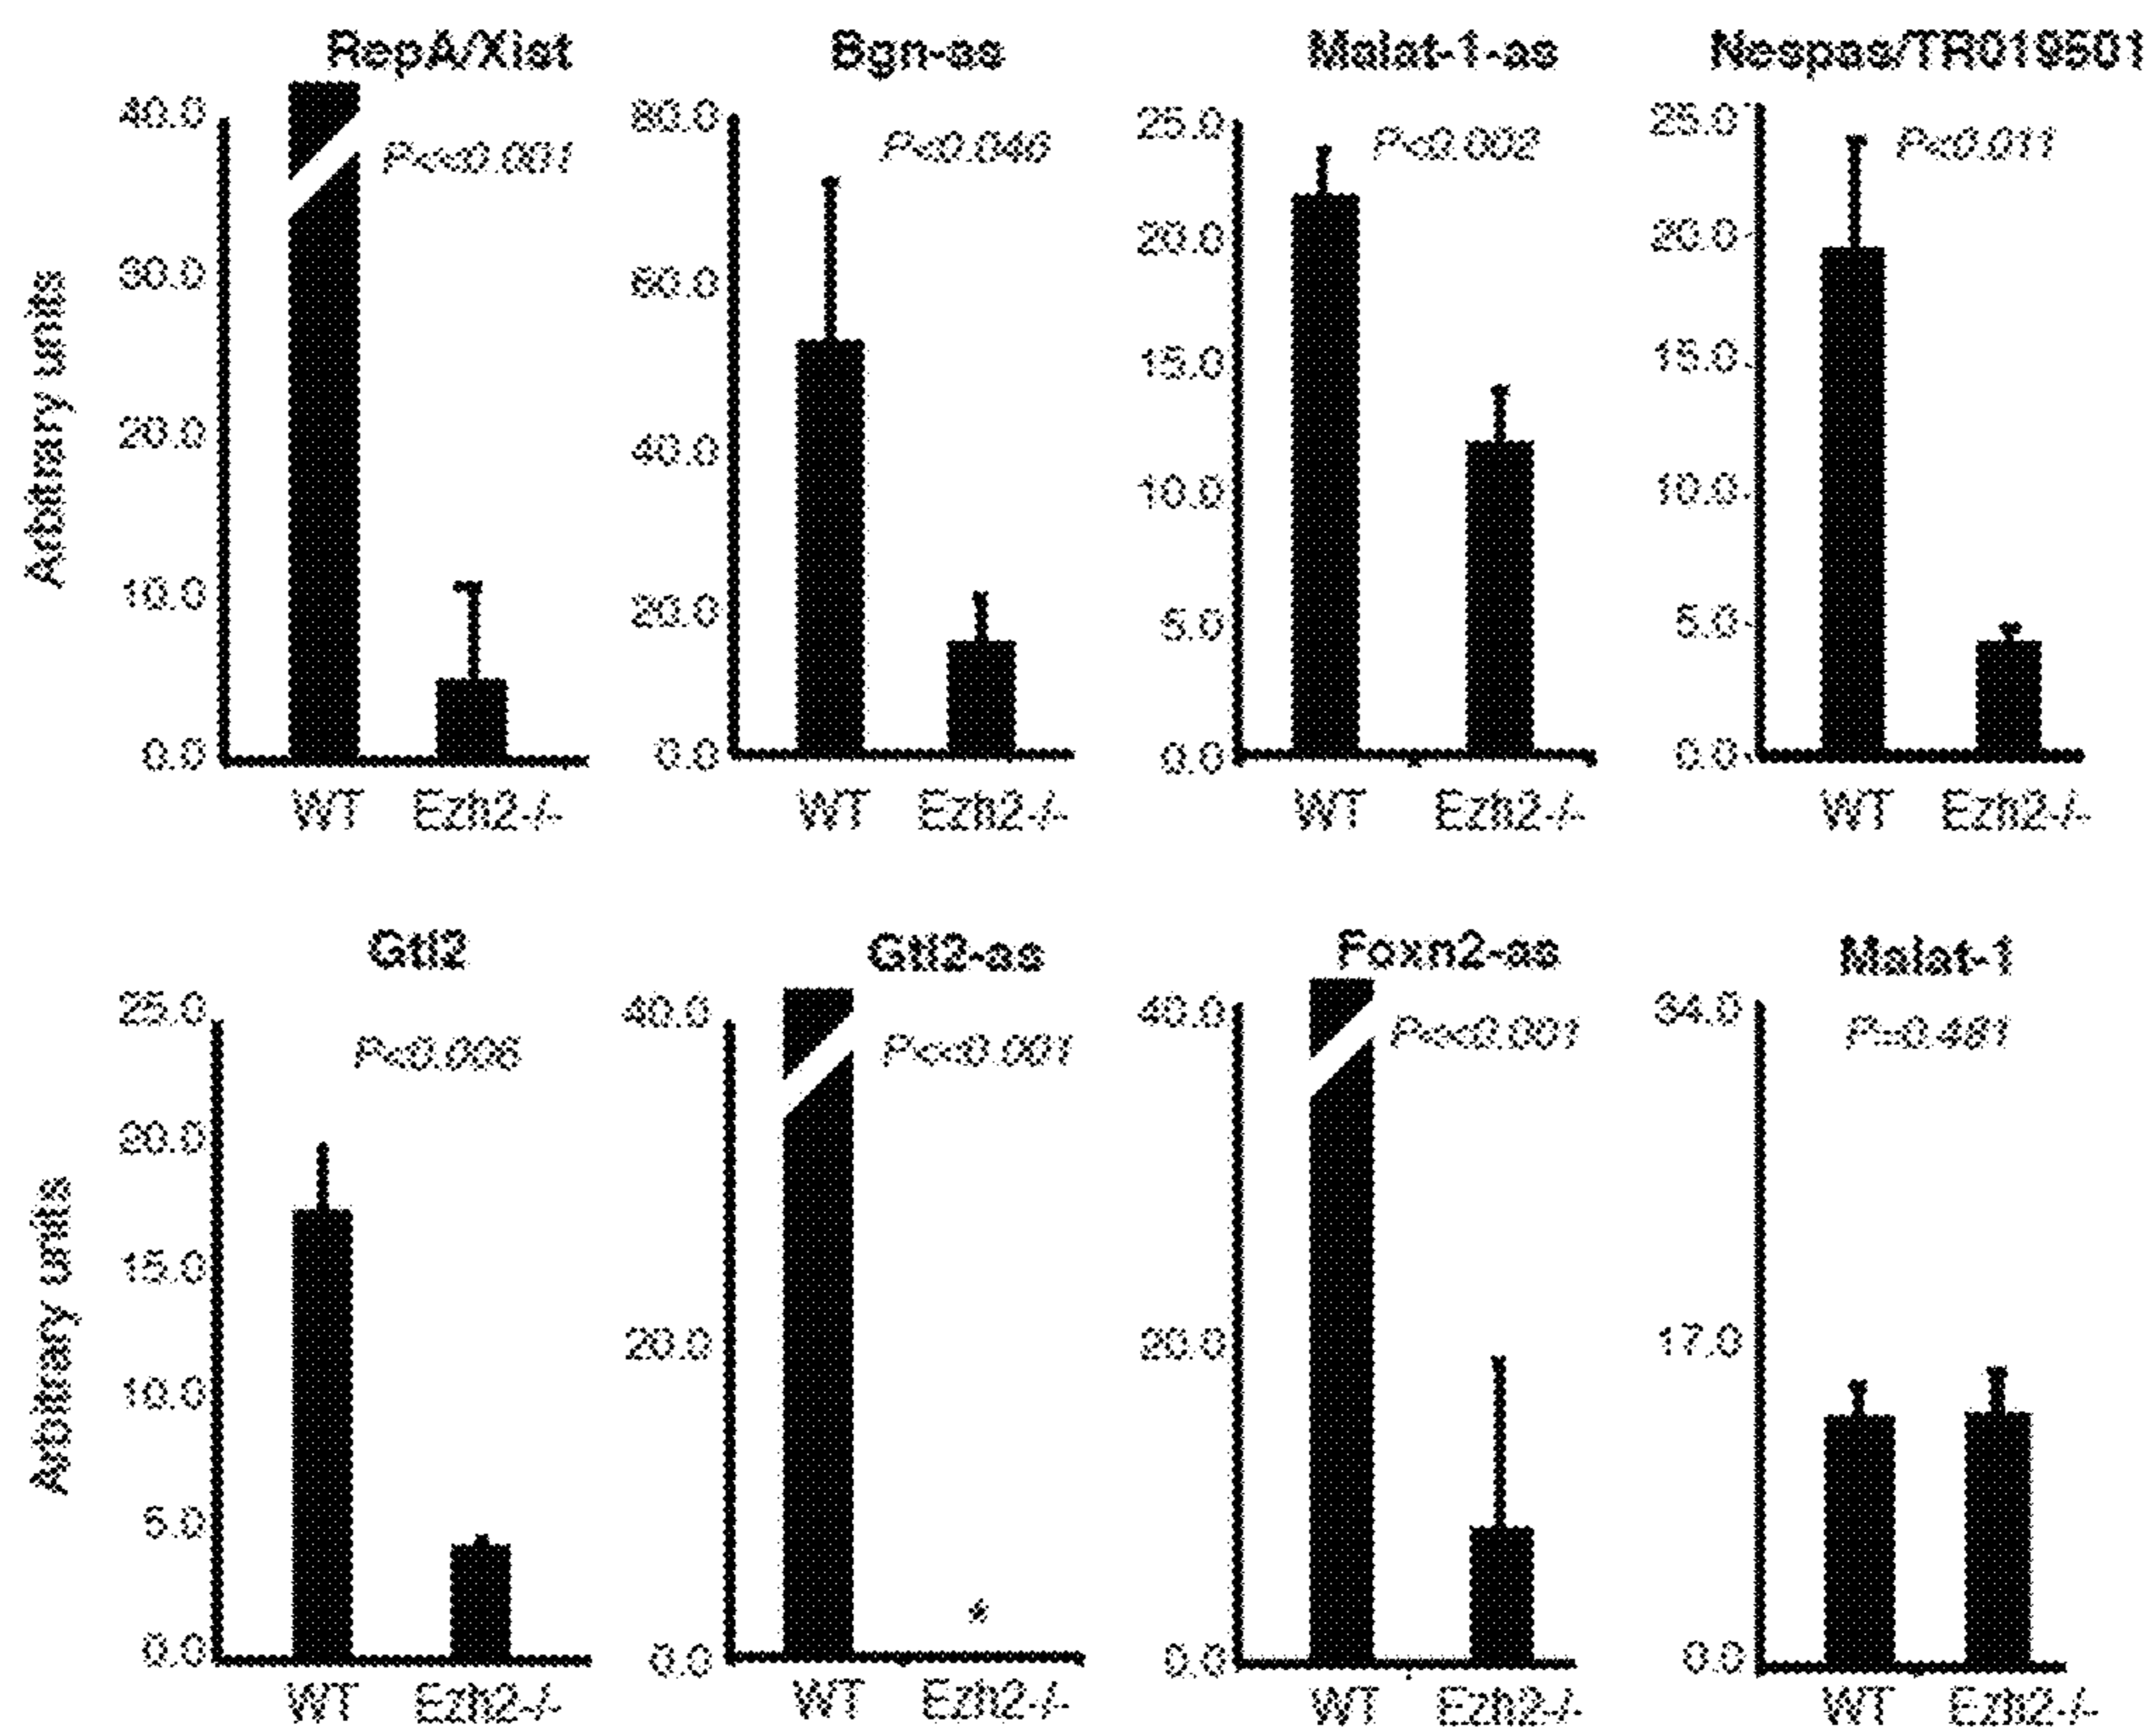 RepA/Xist Bgn-as Malat-1-as Nespas/TR019501
Arbitrary units
40.0
30.0
20.0
10.0
0.0
P<<0.001
WT Ezh2-/-
80.0
60.0
40.0
20.0
0.0
P<0.046
WT Ezh2-/-
25.0
20.0
15.0
10.0
5.0
0.0
P<0.002
WT Ezh2-/-
25.0
20.0
15.0
10.0
5.0
0.0
P<0.011
WT Ezh2-/-
Gtl2 Gtl2-as Foxn2-as Malat-1
Arbitrary units
25.0
20.0
15.0
10.0
5.0
0.0
P<0.006
WT Ezh2-/-
40.0
20.0
0.0
P<<0.001
*
WT Ezh2-/-
40.0
20.0
0.0
P<<0.001
WT Ezh2-/-
34.0
17.0
0.0
P=0.481
WT Ezh2-/-